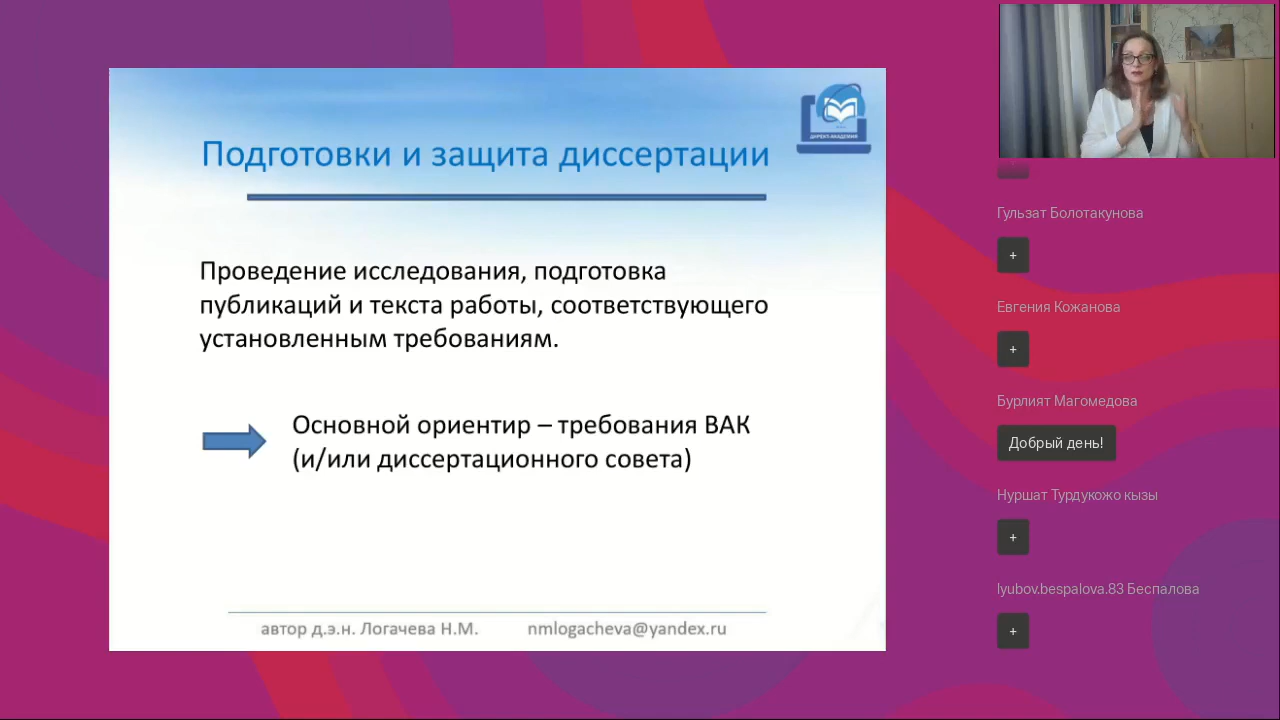 Подготовки и защита диссертации
ДИРЕКТ-АКАДЕМИЯ
Проведение исследования, подготовка
публикаций и текста работы, соответствующего
установленным требованиям.
Основной ориентир – требования ВАК
(и/или диссертационного совета)
автор д.э.н. Логачева Н.М. nmlogacheva@yandex.ru
Гульзат Болотакунова
+
Евгения Кожанова
+
Бурлият Магомедова
Добрый день!
Нуршат Турдукожо кызы
+
lyubov.bespalova.83 Беспалова
+